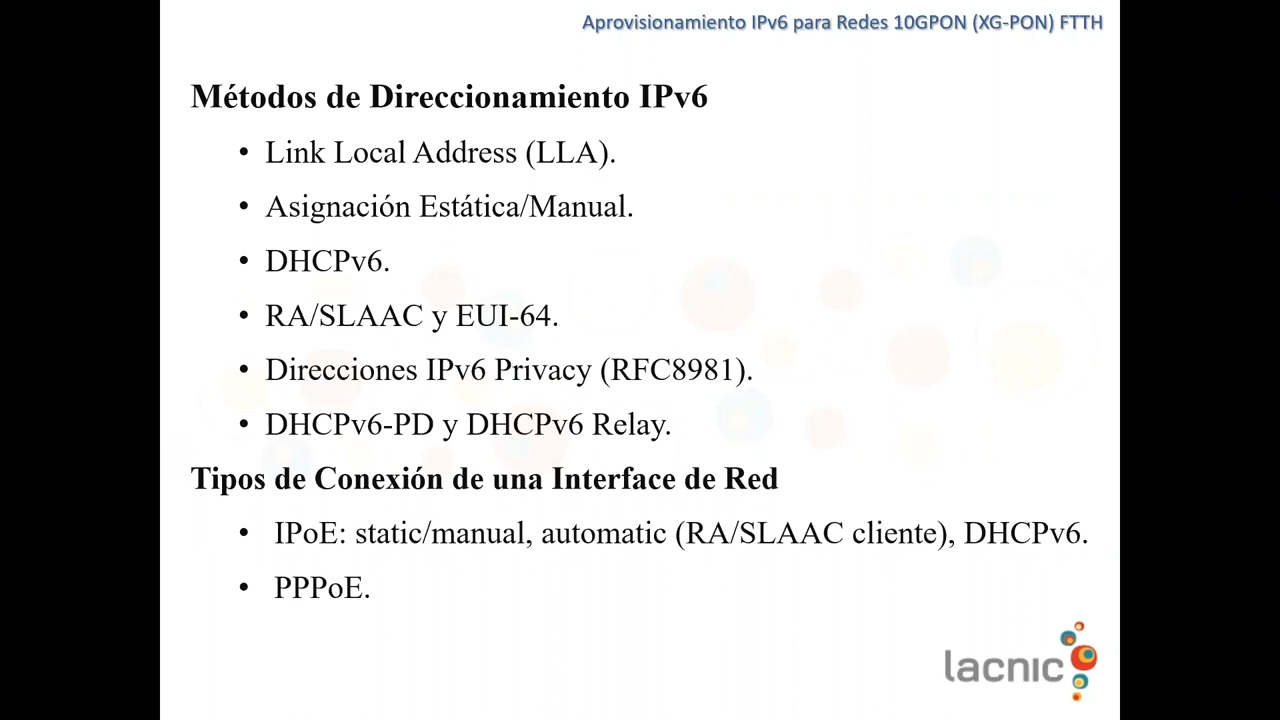 Aprovisionamiento IPv6 para Redes 10GPON (XG-PON) FTTH
Métodos de Direccionamiento IPv6
• Link Local Address (LLA).
• Asignación Estática/Manual.
• DHCPv6.
• RA/SLAAC y EUI-64.
• Direcciones IPv6 Privacy (RFC8981).
• DHCPv6-PD y DHCPv6 Relay.
Tipos de Conexión de una Interface de Red
• IPoE: static/manual, automatic (RA/SLAAC cliente), DHCPv6.
• PPPoE.
lacnic